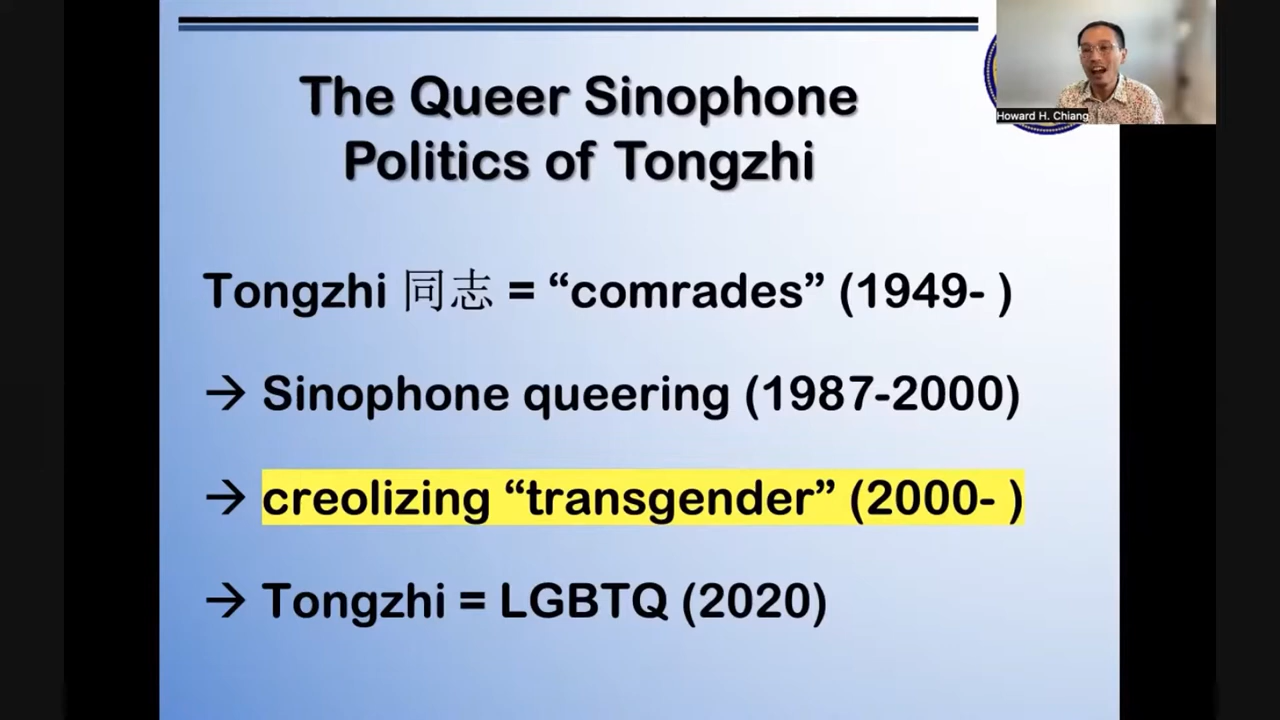 The Queer Sinophone
Politics of Tongzhi
Howard H. Chiang
Tongzhi 同志 = “comrades” (1949- )
→ Sinophone queering (1987-2000)
→ creolizing “transgender” (2000- )
→ Tongzhi = LGBTQ (2020)